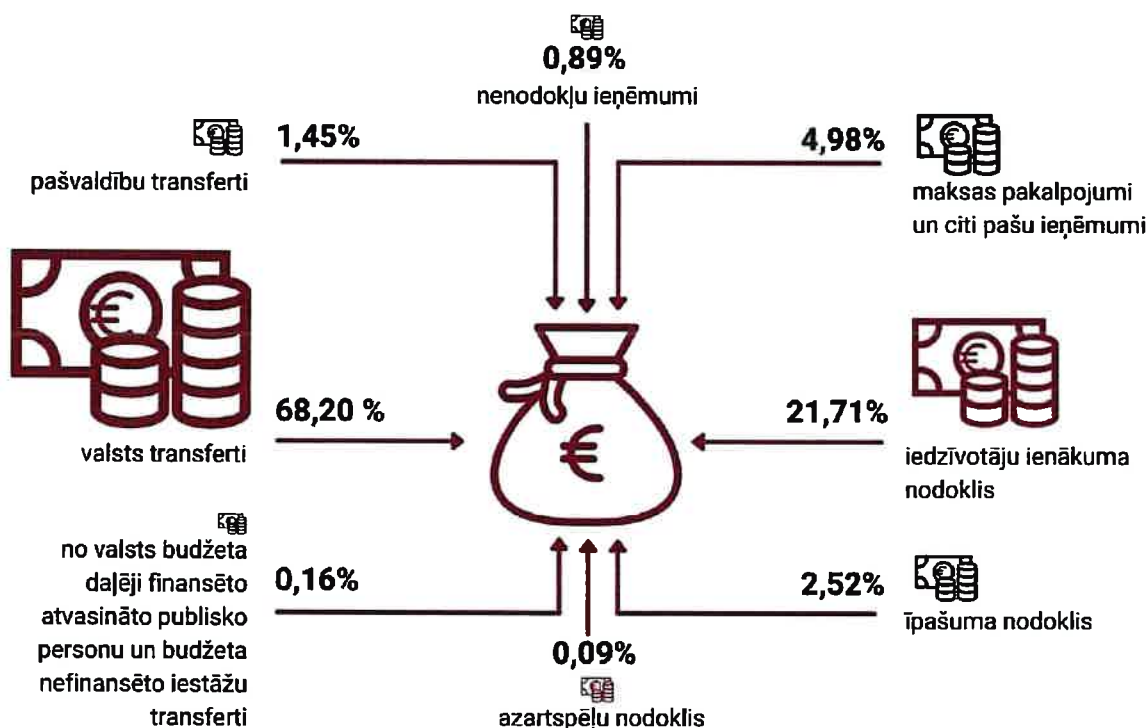 0,89%
nenodokļu ieņēmumi
1,45%
pašvaldību transferti
4,98%
maksas pakalpojumi
un citi pašu ieņēmumi
68,20 %
valsts transferti
21,71%
iedzīvotāju ienākuma
nodoklis
no valsts budžeta
daļēji finansēto
atvasināto publisko
personu un budžeta
nefinansēto iestāžu
transferti
0,16%
2,52%
īpašuma nodoklis
0,09%
azartspēļu nodoklis